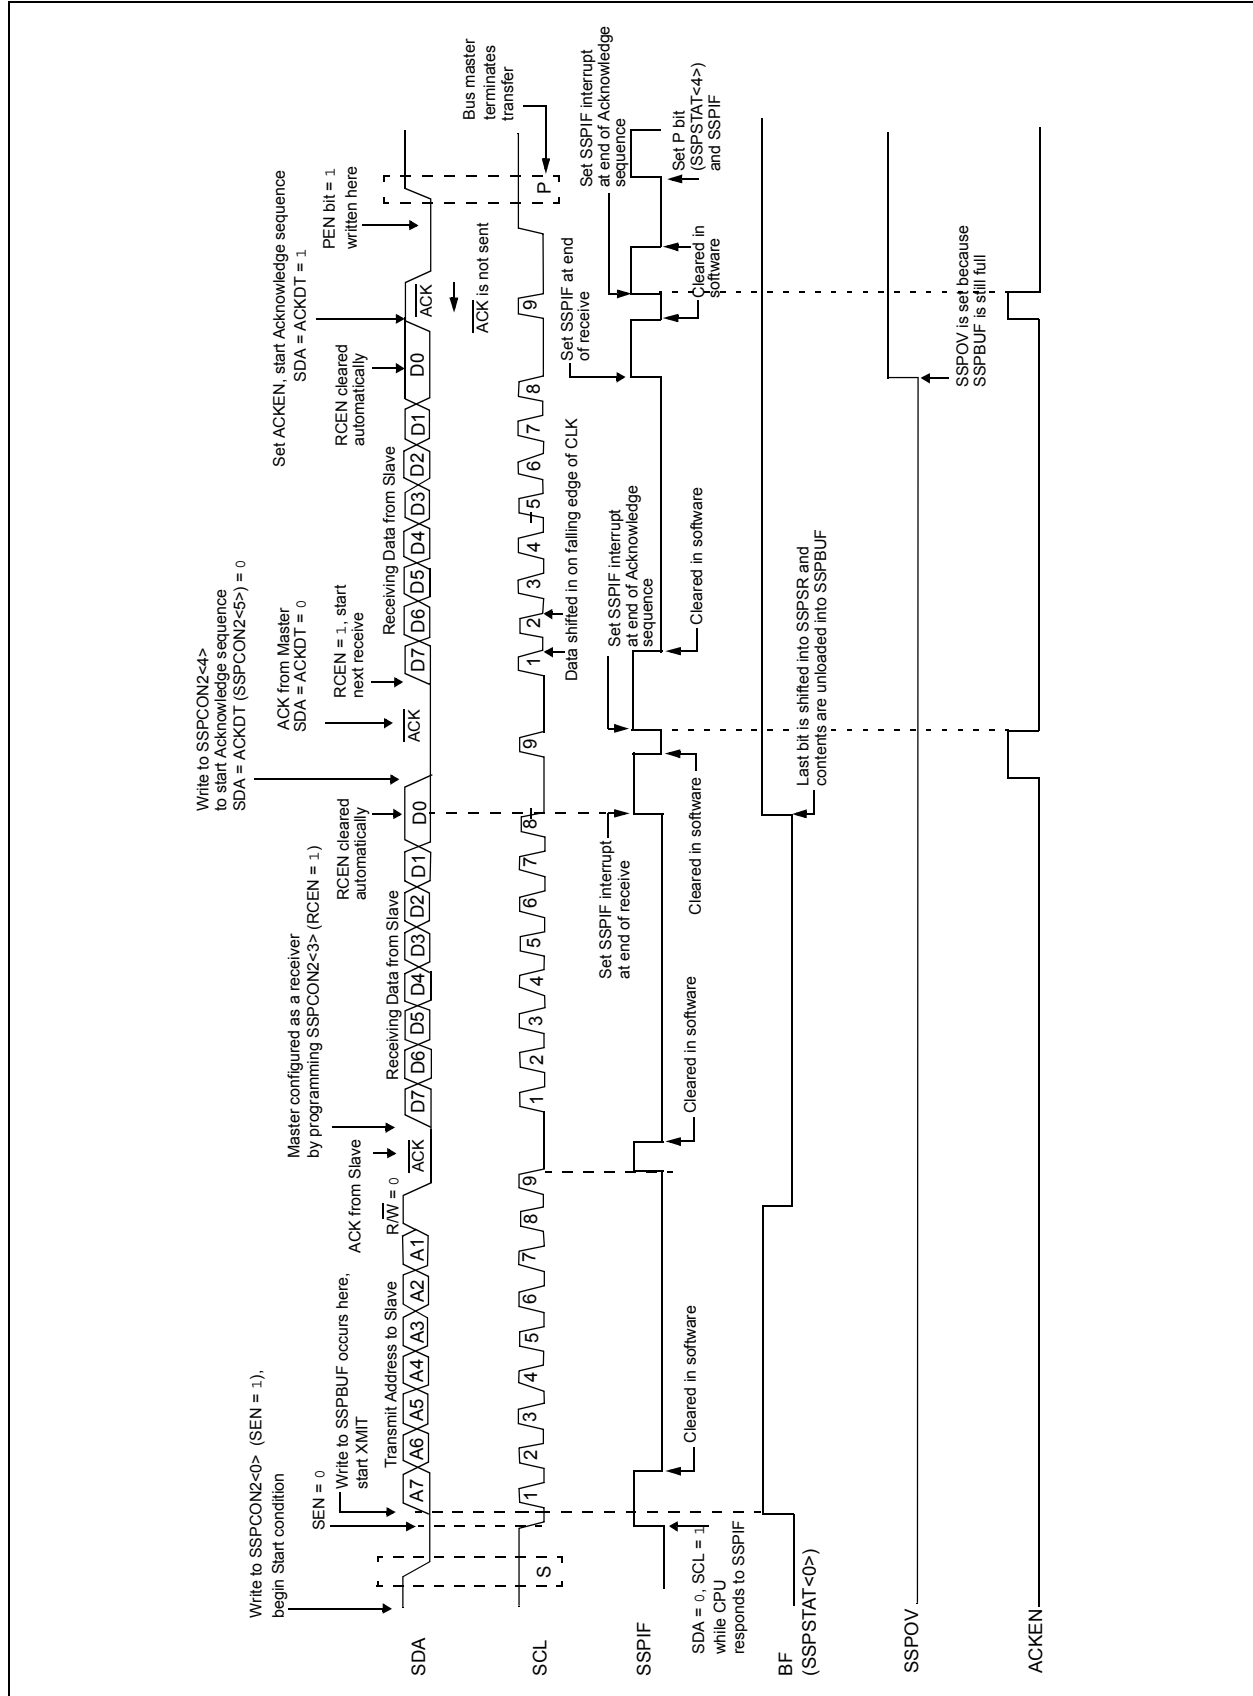 Write to SSPCON2<0> (SEN = 1),
begin Start condition
SEN = 0
Write to SSPBUF occurs here,
start XMIT
Transmit Address to Slave
R/W = 0
ACK from Slave
Master configured as a receiver
by programming SSPCON2<3> (RCEN = 1)
Receiving Data from Slave
RCEN cleared
automatically
Write to SSPCON2<4>
to start Acknowledge sequence
SDA = ACKDT (SSPCON2<5>) = 0
ACK from Master
SDA = ACKDT = 0
RCEN = 1, start
next receive
Receiving Data from Slave
RCEN cleared
automatically
Set ACKEN, start Acknowledge sequence
SDA = ACKDT = 1
PEN bit = 1
written here
SDA
A7 A6 A5 A4 A3 A2 A1 ACK D7 D6 D5 D4 D3 D2 D1 D0 ACK D7 D6 D5 D4 D3 D2 D1 D0 ACK
ACK is not sent
Bus master
terminates
transfer
SCL
S 1 2 3 4 5 6 7 8 9 1 2 3 4 5 6 7 8 9 1 2 3 4 5 6 7 8 9 P
Data shifted in on falling edge of CLK
Set SSPIF interrupt
at end of receive
Set SSPIF interrupt
at end of Acknowledge
sequence
Set SSPIF at end
of receive
Set SSPIF interrupt
at end of Acknowledge
sequence
SSPIF
SDA = 0, SCL = 1
while CPU
responds to SSPIF
Cleared in software
Cleared in software
Cleared in software
Cleared in software
Cleared in
software
Set P bit
(SSPSTAT<4>)
and SSPIF
BF
(SSPSTAT<0>)
Last bit is shifted into SSPSR and
contents are unloaded into SSPBUF
SSPOV
SSPOV is set because
SSPBUF is still full
ACKEN